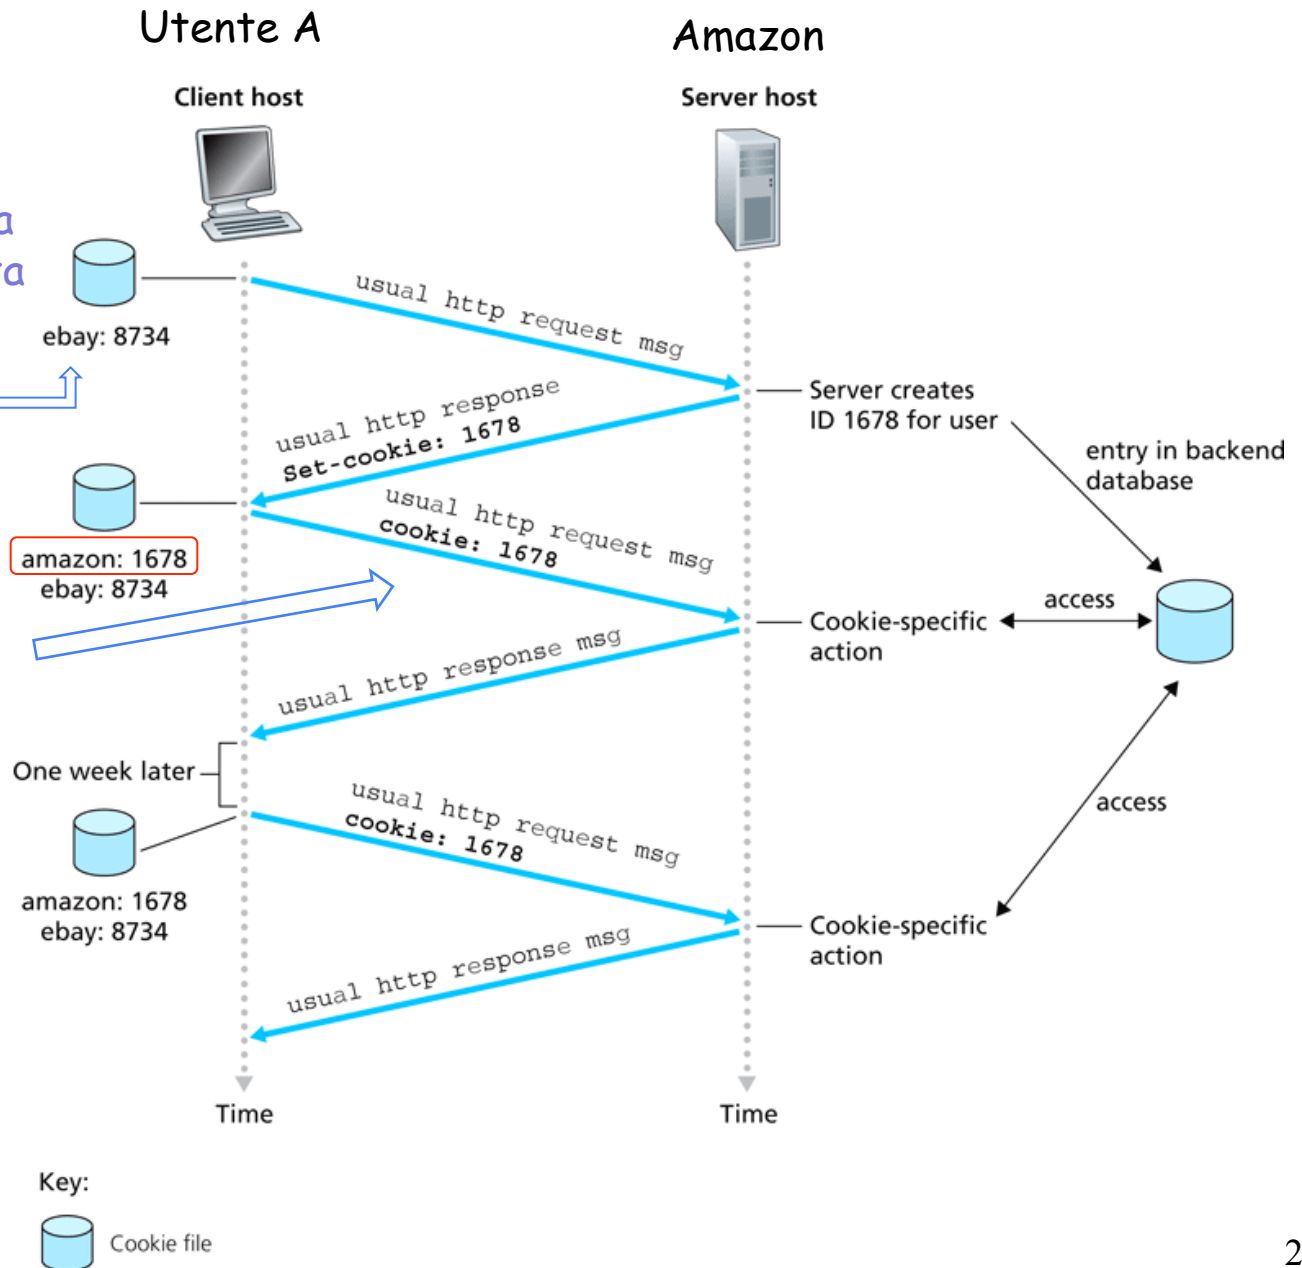 Utente A
Amazon
Client host
Server host
ebay: 8734
usual http request msg
Server creates
ID 1678 for user
usual http response
Set-cookie: 1678
entry in backend
database
amazon: 1678
ebay: 8734
usual http request msg
cookie: 1678
Cookie-specific
action
access
usual http response msg
One week later
access
amazon: 1678
ebay: 8734
usual http request msg
cookie: 1678
Cookie-specific
action
usual http response msg
Time
Time
Key:
Cookie file
2